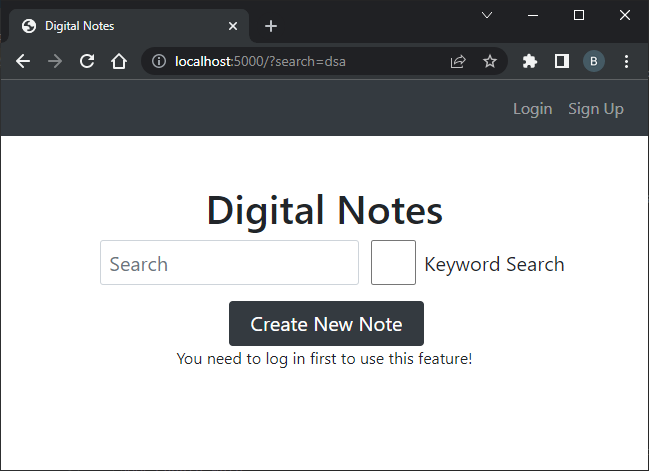 Digital Notes
localhost:5000/?search=dsa
B
Login Sign Up
Digital Notes
Search Keyword Search
Create New Note
You need to log in first to use this feature!